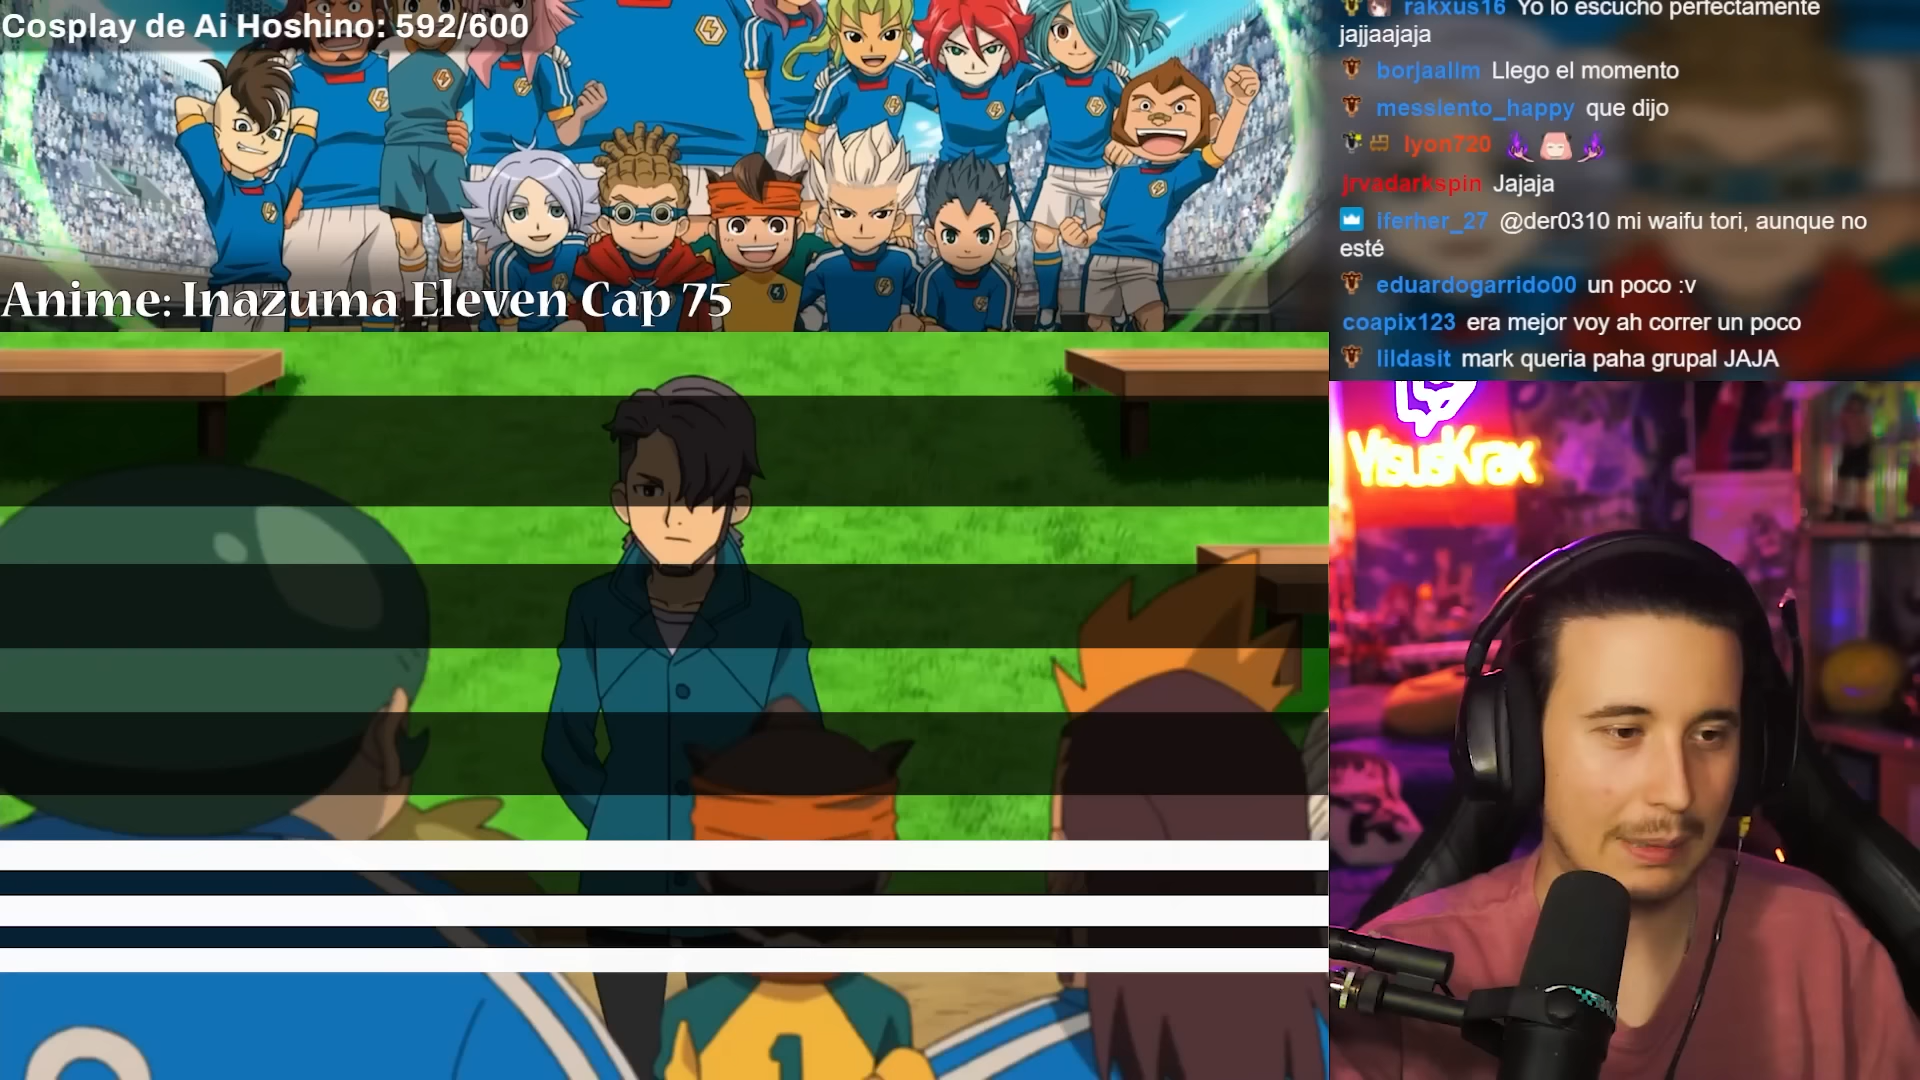 Cosplay de Ai Hoshino: 592/600
Anime: Inazuma Eleven Cap 75
rakxus16 Yo lo escucho perfectamente
jajjaajaja
borjaalim Llego el momento
messiento_happy que dijo
lyon720
jrvadarkspin Jajaja
iferher_27 @der0310 mi waifu tori, aunque no
esté
eduardogarrido00 un poco :v
coapix123 era mejor voy ah correr un poco
lildasit mark queria paha grupal JAJA
VisusKrax
1